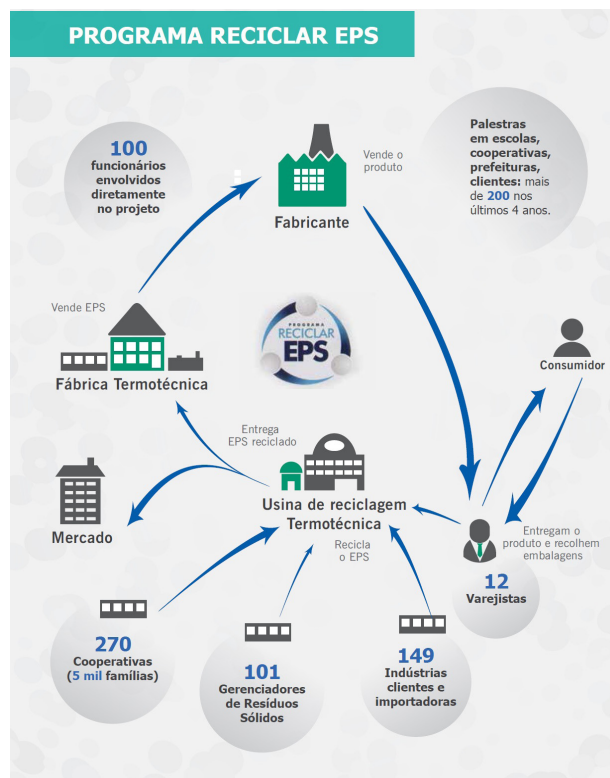 PROGRAMA RECICLAR EPS
100
funcionários
envolvidos
diretamente
no projeto
Vende o
produto
Fabricante
Palestras
em escolas,
cooperativas,
prefeituras,
clientes: mais
de 200 nos
últimos 4 anos.
Vende EPS
Fábrica Termotécnica
PROGRAMA
RECICLAR
EPS
Consumidor
Entrega
EPS reciclado
Mercado
Usina de reciclagem
Termotécnica
Recicla
o EPS
Entregam o
produto e recolhem
embalagens
12
Varejistas
270
Cooperativas
(5 mil famílias)
101
Gerenciadores
de Resíduos
Sólidos
149
Indústrias
clientes e
importadoras